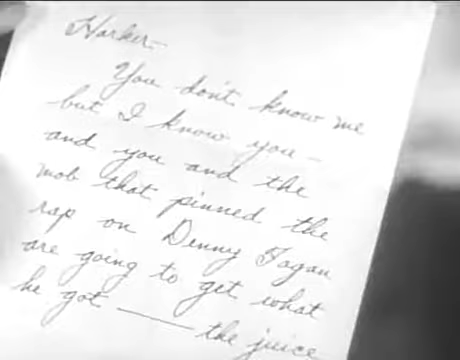 Harker—
You don't know me
but I know you—
and you and the
mob that pinned the
rap on Denny Fagan
are going to get what
he got — the juice